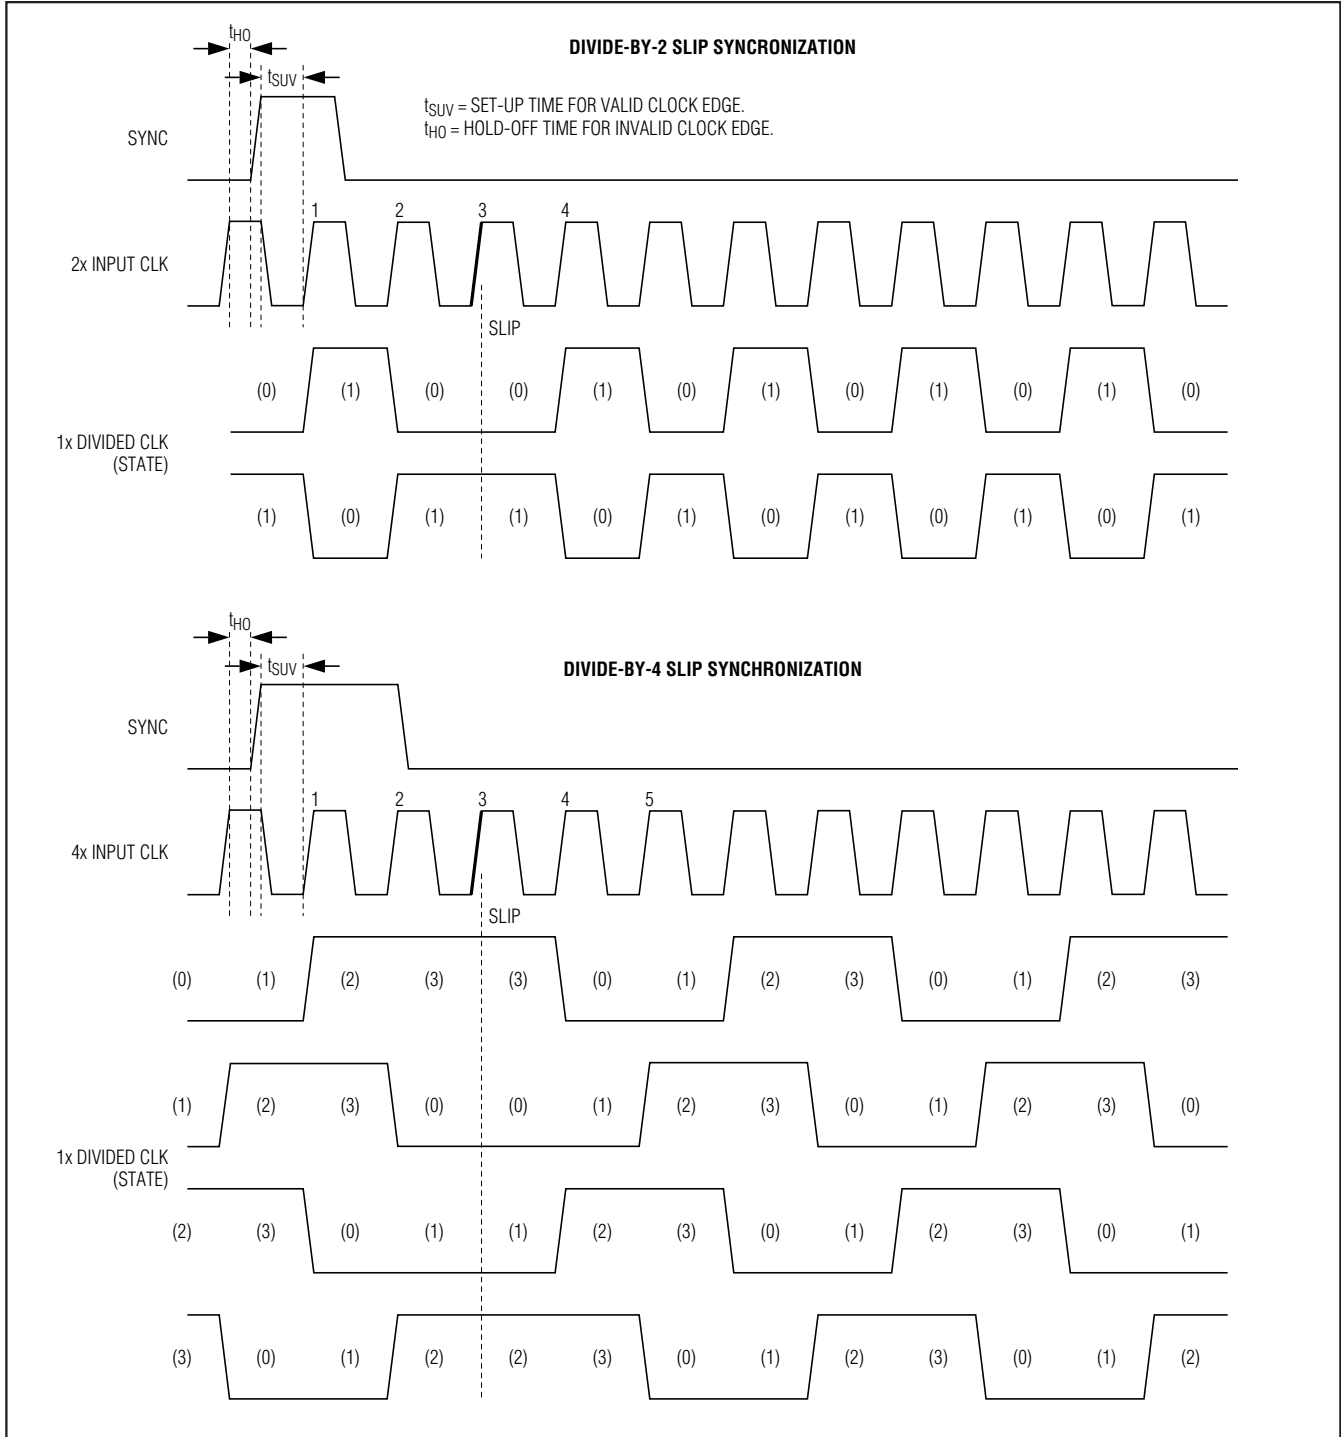 tHO
DIVIDE-BY-2 SLIP SYNCRONIZATION
tSUV
tSUV = SET-UP TIME FOR VALID CLOCK EDGE.
tHO = HOLD-OFF TIME FOR INVALID CLOCK EDGE.
SYNC
1 2 3 4
2x INPUT CLK
SLIP
(0) (1) (0) (0) (1) (0) (1) (0) (1) (0) (1) (0)
1x DIVIDED CLK
(STATE)
(1) (0) (1) (1) (0) (1) (0) (1) (0) (1) (0) (1)
tHO
tSUV
DIVIDE-BY-4 SLIP SYNCHRONIZATION
SYNC
1 2 3 4 5
4x INPUT CLK
SLIP
(0) (1) (2) (3) (3) (0) (1) (2) (3) (0) (1) (2) (3)
(1) (2) (3) (0) (0) (1) (2) (3) (0) (1) (2) (3) (0)
1x DIVIDED CLK
(STATE)
(2) (3) (0) (1) (1) (2) (3) (0) (1) (2) (3) (0) (1)
(3) (0) (1) (2) (2) (3) (0) (1) (2) (3) (0) (1) (2)